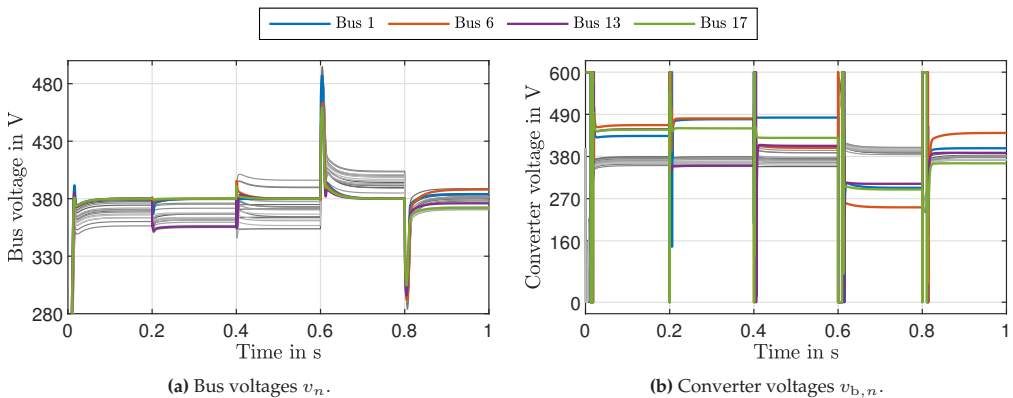 Bus 1 Bus 6 Bus 13 Bus 17
480
430
380
330
280
Bus voltage in V
0 0.2 0.4 0.6 0.8 1
Time in s
(a) Bus voltages vₙ.
600
490
380
270
160
0
Converter voltage in V
0 0.2 0.4 0.6 0.8 1
Time in s
(b) Converter voltages v_b,n.